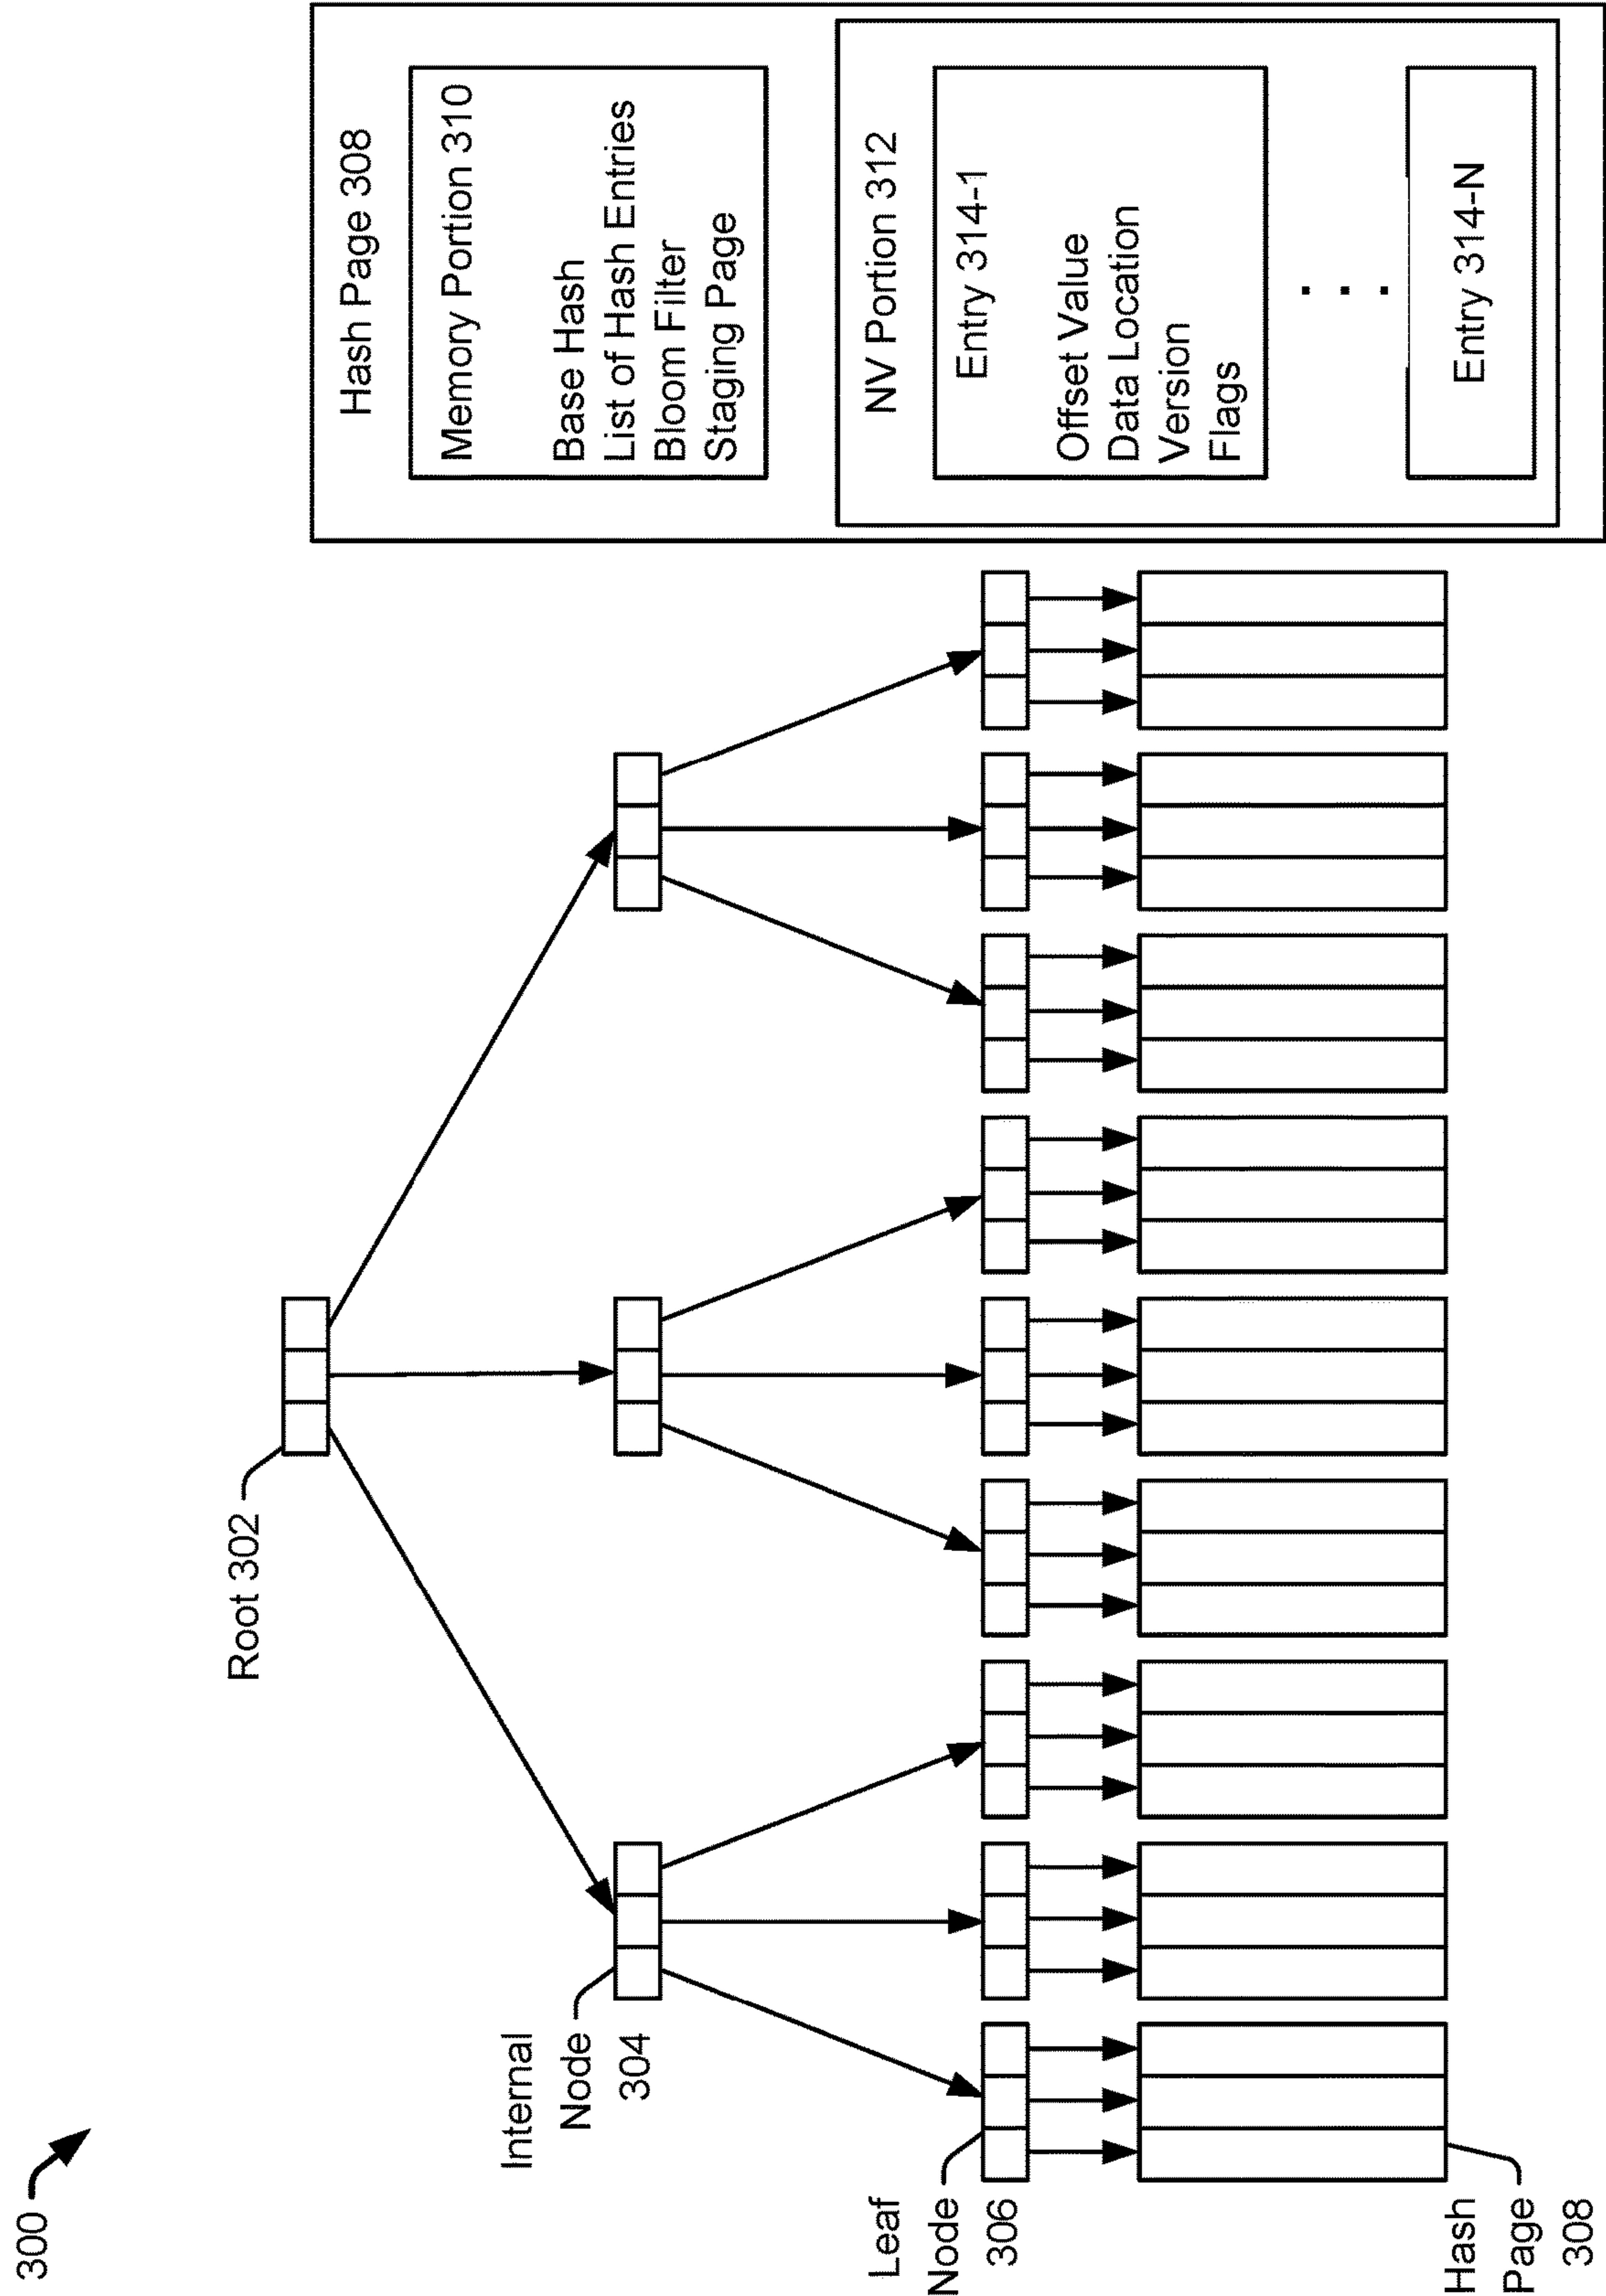 300
Root 302
Internal
Node
304
Leaf
Node
306
Hash
Page
308
Hash Page 308
Memory Portion 310
Base Hash
List of Hash Entries
Bloom Filter
Staging Page
NV Portion 312
Entry 314-1
Offset Value
Data Location
Version
Flags
. . .
Entry 314-N